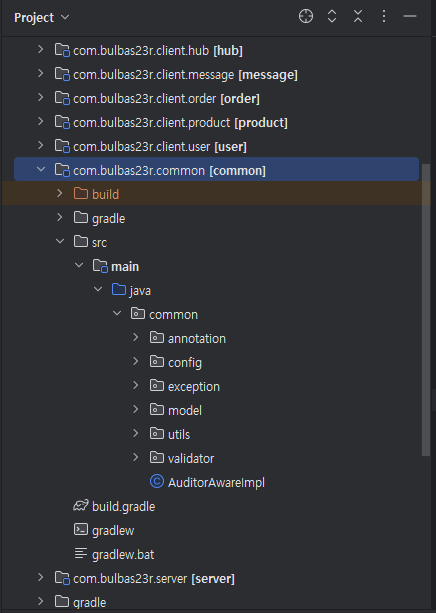 Project
com.bulbas23r.client.hub [hub]
com.bulbas23r.client.message [message]
com.bulbas23r.client.order [order]
com.bulbas23r.client.product [product]
com.bulbas23r.client.user [user]
com.bulbas23r.common [common]
build
gradle
src
main
java
common
annotation
config
exception
model
utils
validator
AuditorAwareImpl
build.gradle
gradlew
gradlew.bat
com.bulbas23r.server [server]
gradle